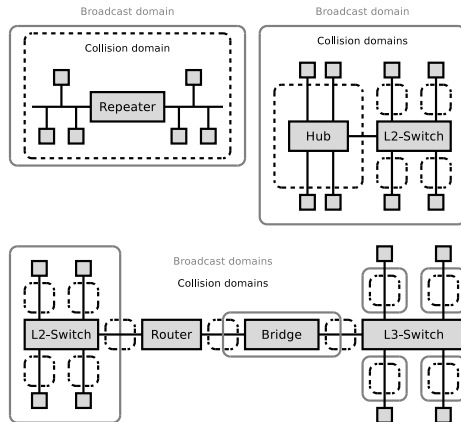 Broadcast domain
Collision domain
Repeater
Broadcast domain
Collision domains
Hub
L2-Switch
Broadcast domains
Collision domains
L2-Switch
Router
Bridge
L3-Switch